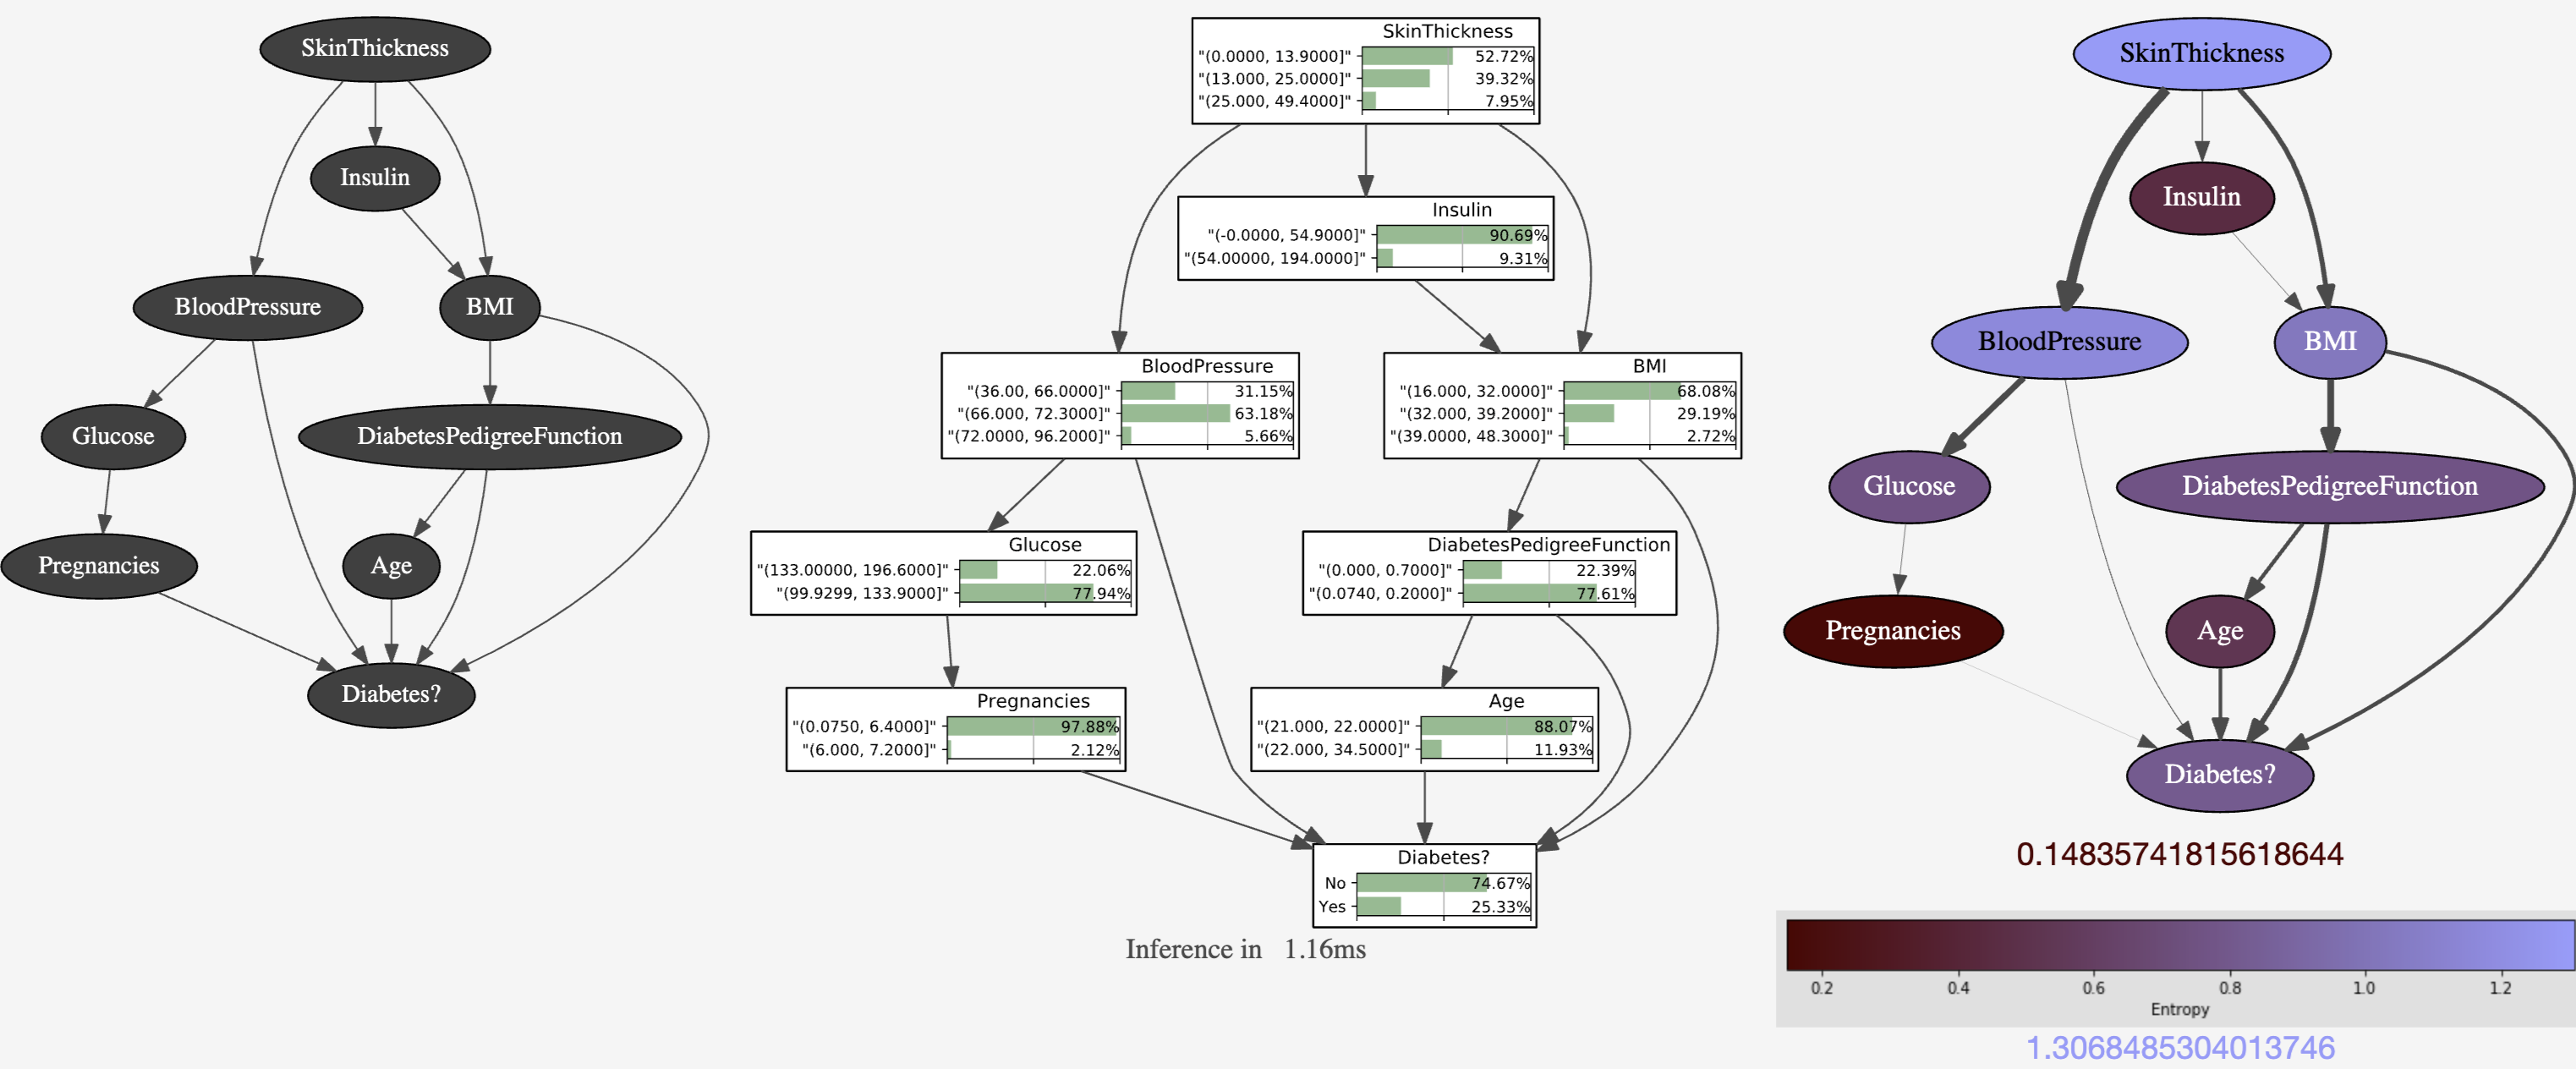 SkinThickness
Insulin
BloodPressure
BMI
Glucose
DiabetesPedigreeFunction
Pregnancies
Age
Diabetes?
SkinThickness
"(0.0000, 13.9000]" 52.72%
"(13.000, 25.0000]" 39.32%
"(25.000, 49.4000]" 7.95%
Insulin
"(-0.0000, 54.9000]" 90.69%
"(54.00000, 194.0000]" 9.31%
BloodPressure
"(36.00, 66.0000]" 31.15%
"(66.000, 72.3000]" 63.18%
"(72.0000, 96.2000]" 5.66%
BMI
"(16.000, 32.0000]" 68.08%
"(32.000, 39.2000]" 29.19%
"(39.0000, 48.3000]" 2.72%
Glucose
"(133.00000, 196.6000]" 22.06%
"(99.9299, 133.9000]" 77.94%
DiabetesPedigreeFunction
"(0.000, 0.7000]" 22.39%
"(0.0740, 0.2000]" 77.61%
Pregnancies
"(0.0750, 6.4000]" 97.88%
"(6.000, 7.2000]" 2.12%
Age
"(21.000, 22.0000]" 88.07%
"(22.000, 34.5000]" 11.93%
Diabetes?
No 74.67%
Yes 25.33%
Inference in 1.16ms
SkinThickness
Insulin
BloodPressure
BMI
Glucose
DiabetesPedigreeFunction
Pregnancies
Age
Diabetes?
0.14835741815618644
0.2 0.4 0.6 0.8 1.0 1.2
Entropy
1.3068485304013746